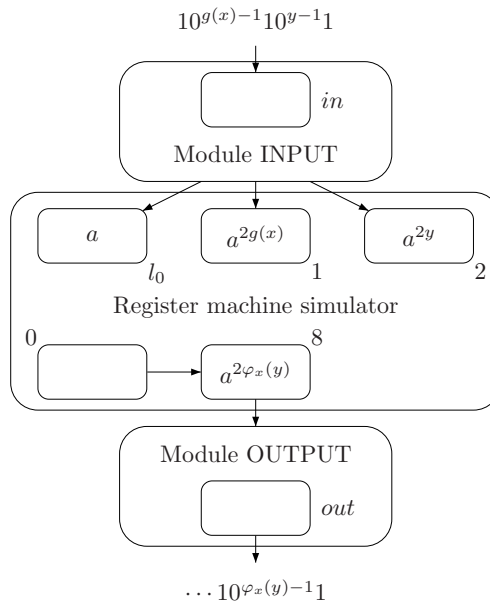 10^{g(x)-1}10^{y-1}1
in
Module INPUT
a a^{2g(x)} a^{2y}
l_0 1 2
Register machine simulator
0 8
a^{2φ_x(y)}
Module OUTPUT
out
⋯10^{φ_x(y)-1}1